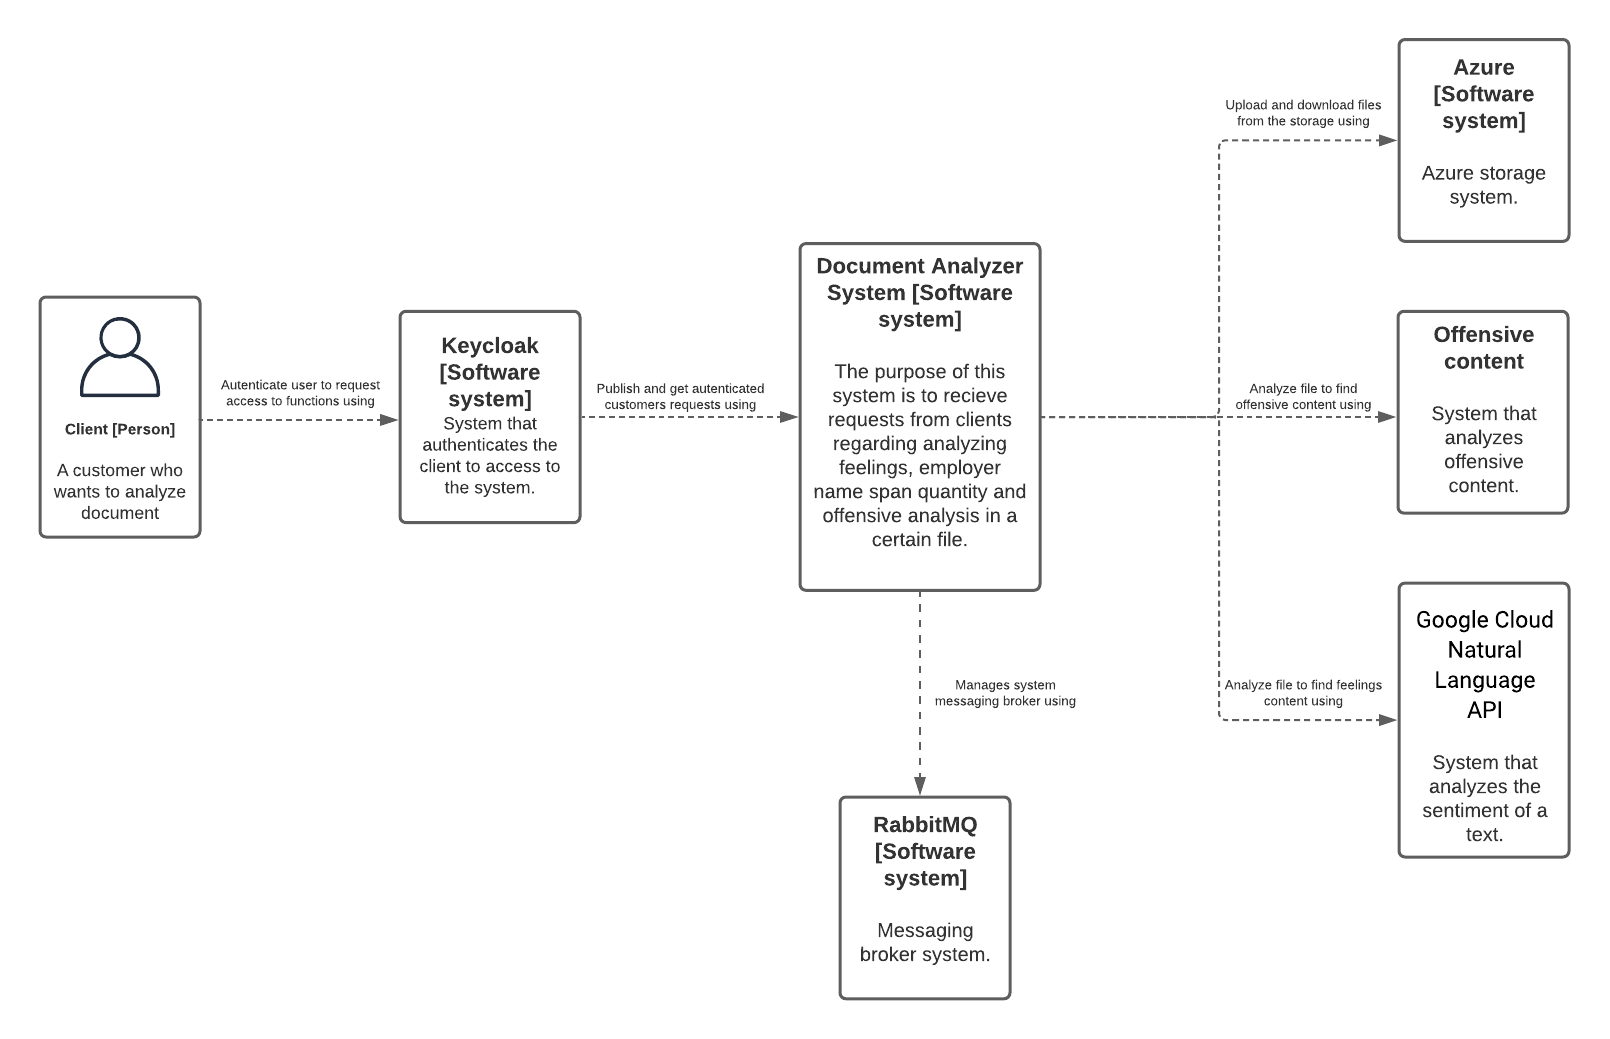 Client [Person]
A customer who
wants to analyze
document
Autenticate user to request
access to functions using
Keycloak
[Software
system]
System that
authenticates the
client to access to
the system.
Publish and get autenticated
customers requests using
Document Analyzer
System [Software
system]
The purpose of this
system is to recieve
requests from clients
regarding analyzing
feelings, employer
name span quantity and
offensive analysis in a
certain file.
Manages system
messaging broker using
RabbitMQ
[Software
system]
Messaging
broker system.
Upload and download files
from the storage using
Azure
[Software
system]
Azure storage
system.
Analyze file to find
offensive content using
Offensive
content
System that
analyzes
offensive
content.
Analyze file to find feelings
content using
Google Cloud
Natural
Language
API
System that
analyzes the
sentiment of a
text.